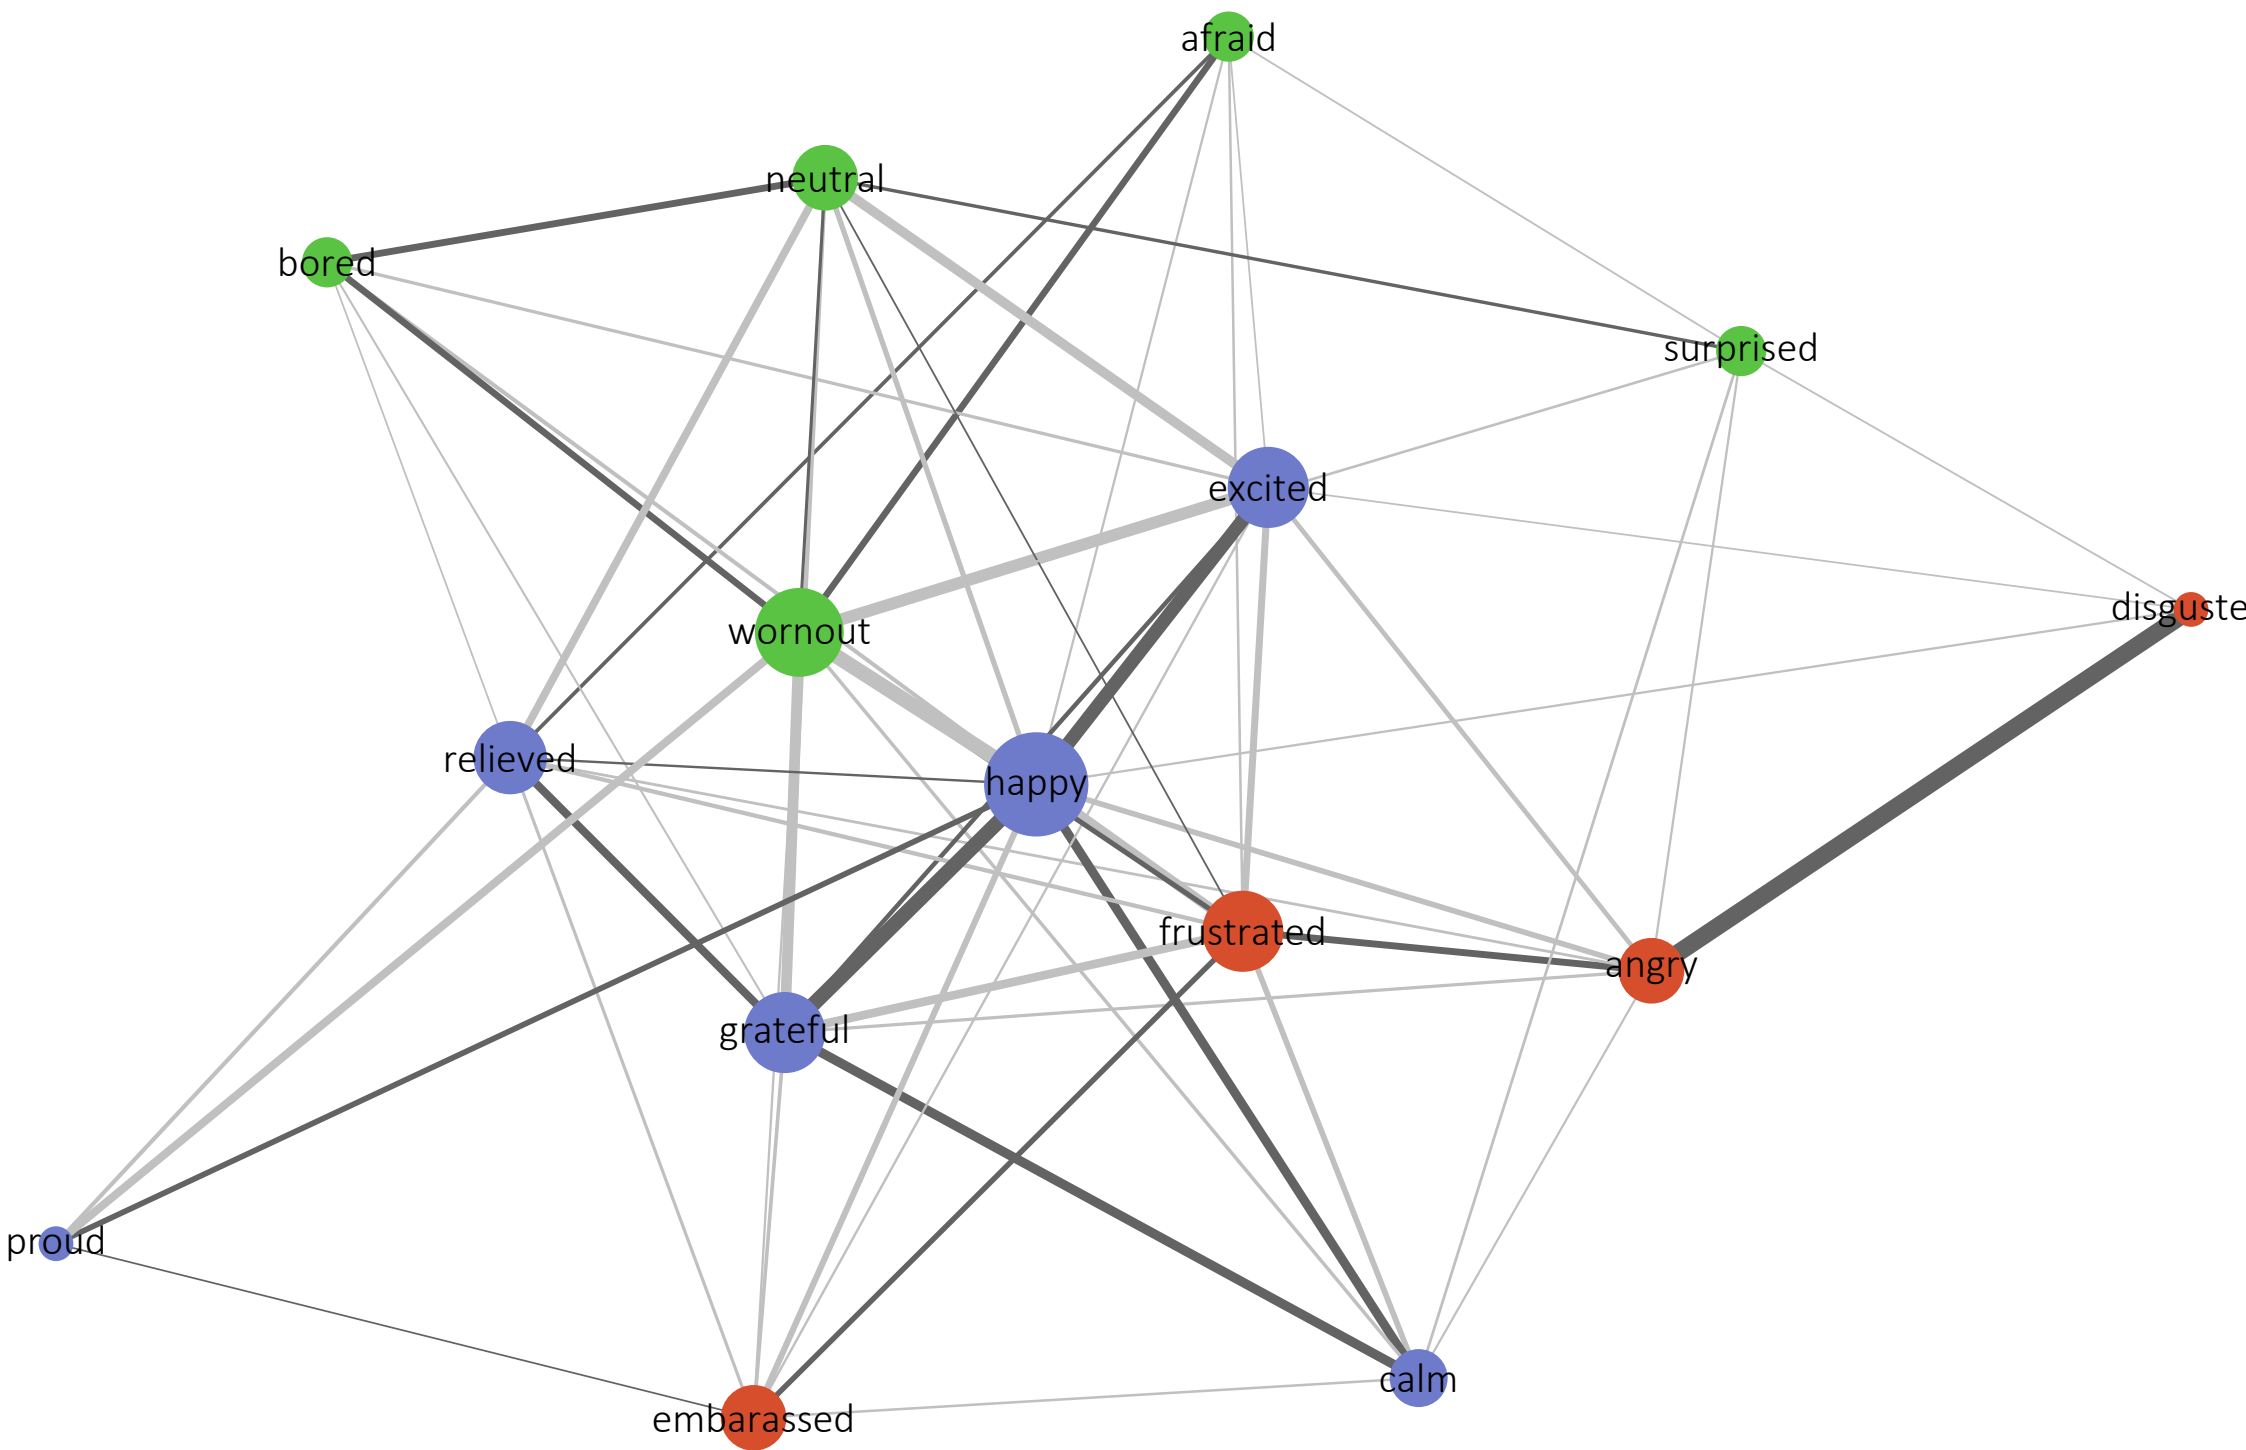 afraid
neutral
bored
surprised
excited
disguste
wornout
relieved
happy
frustrated
angry
grateful
proud
calm
embarassed